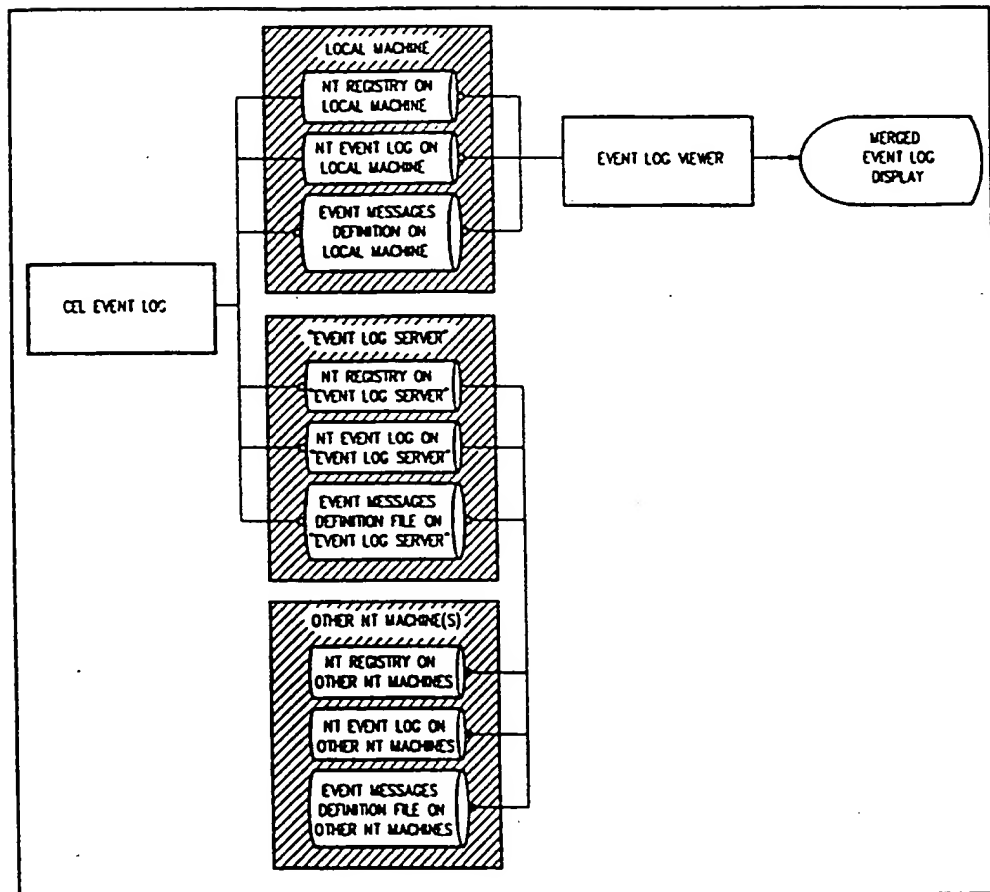 LOCAL MACHINE
NT REGISTRY ON
LOCAL MACHINE
NT EVENT LOG ON
LOCAL MACHINE
EVENT MESSAGES
DEFINITION ON
LOCAL MACHINE
EVENT LOG VIEWER
MERGED
EVENT LOG
DISPLAY
CEL EVENT LOG
"EVENT LOG SERVER"
NT REGISTRY ON
"EVENT LOG SERVER"
NT EVENT LOG ON
"EVENT LOG SERVER"
EVENT MESSAGES
DEFINITION FILE ON
"EVENT LOG SERVER"
OTHER NT MACHINE(S)
NT REGISTRY ON
OTHER NT MACHINES
NT EVENT LOG ON
OTHER NT MACHINES
EVENT MESSAGES
DEFINITION FILE ON
OTHER NT MACHINES